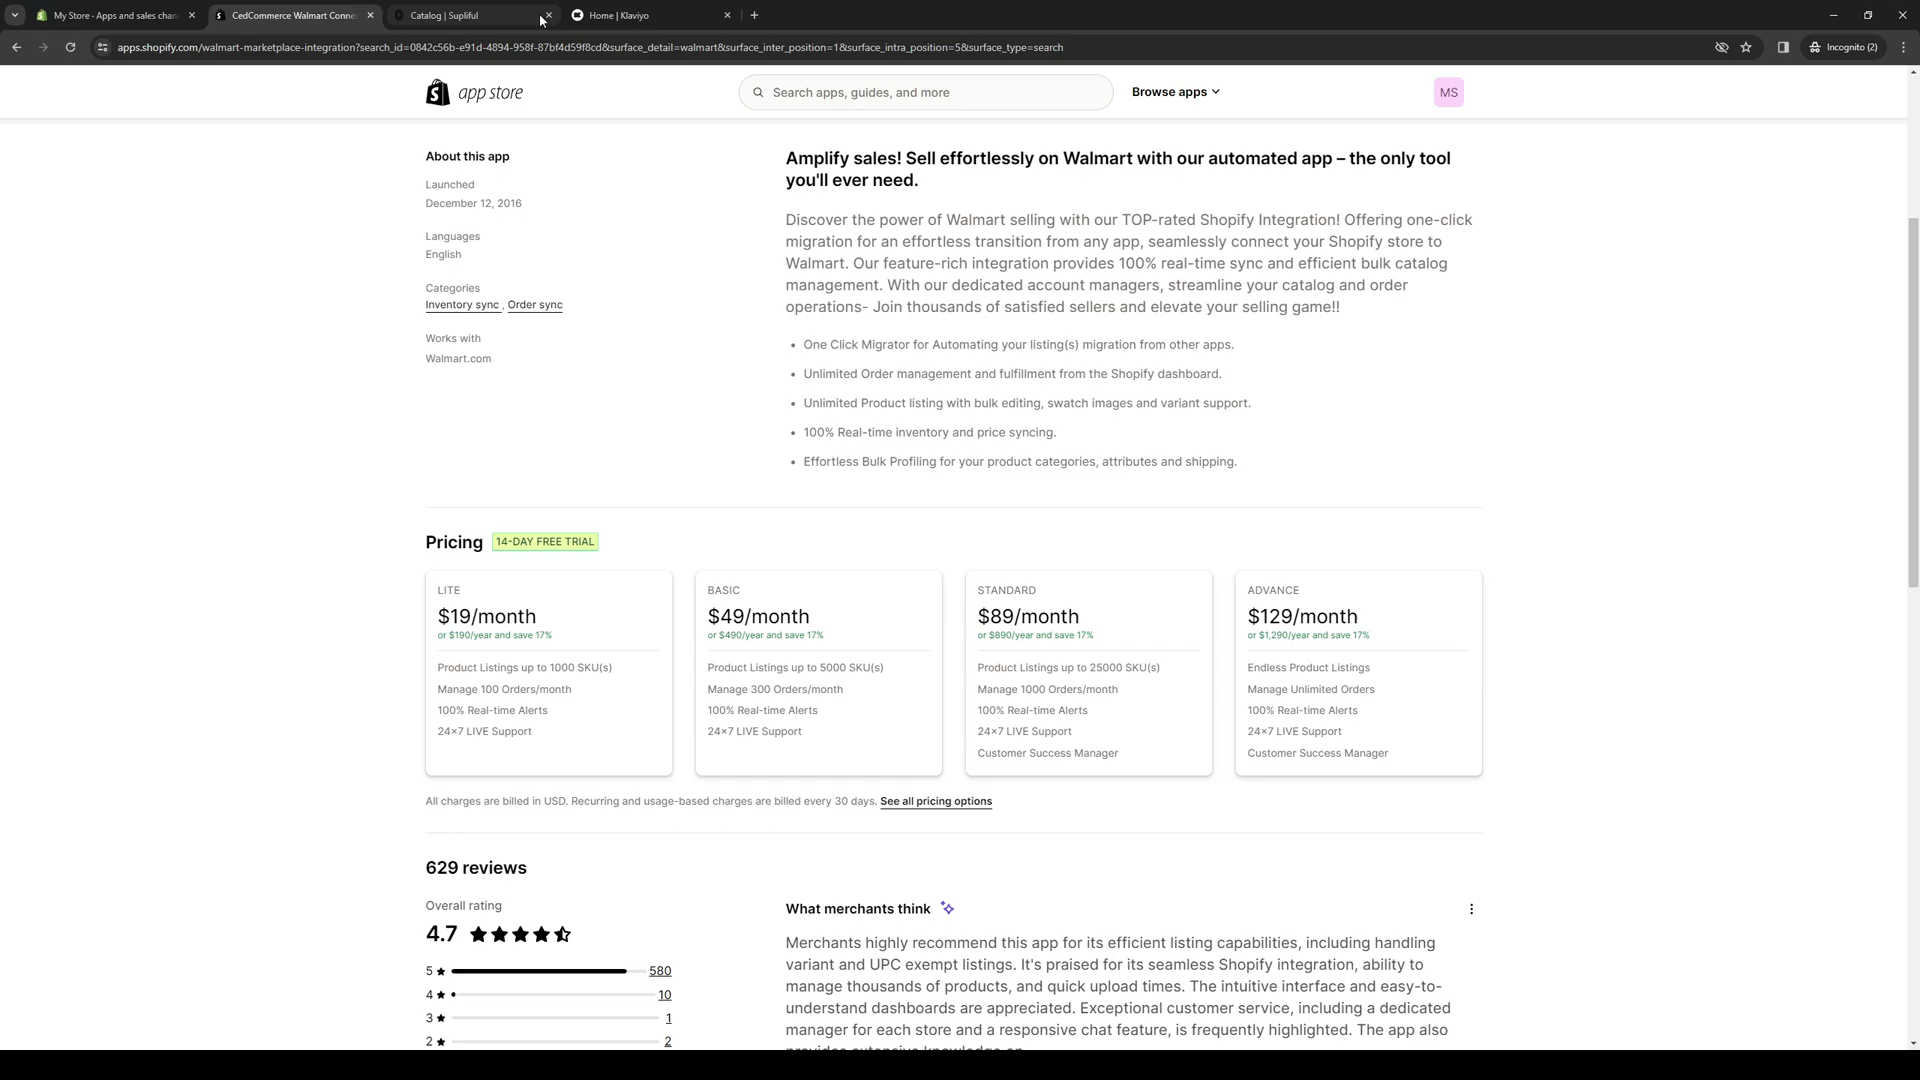 My Store · Apps and sales chan
CedCommerce Walmart Conne
Catalog | Supliful
Home | Klaviyo
apps.shopify.com/walmart-marketplace-integration?search_id=0842c56b-e91d-4894-958f-87bf4d59f8cd&surface_detail=walmart&surface_inter_position=1&surface_intra_position=5&surface_type=search
Incognito (2)
app store
Search apps, guides, and more
Browse apps
MS
About this app
Launched
December 12, 2016
Languages
English
Categories
Inventory sync , Order sync
Works with
Walmart.com
Amplify sales! Sell effortlessly on Walmart with our automated app – the only tool
you'll ever need.
Discover the power of Walmart selling with our TOP-rated Shopify Integration! Offering one-click
migration for an effortless transition from any app, seamlessly connect your Shopify store to
Walmart. Our feature-rich integration provides 100% real-time sync and efficient bulk catalog
management. With our dedicated account managers, streamline your catalog and order
operations- Join thousands of satisfied sellers and elevate your selling game!!
• One Click Migrator for Automating your listing(s) migration from other apps.
• Unlimited Order management and fulfillment from the Shopify dashboard.
• Unlimited Product listing with bulk editing, swatch images and variant support.
• 100% Real-time inventory and price syncing.
• Effortless Bulk Profiling for your product categories, attributes and shipping.
Pricing
14-DAY FREE TRIAL
LITE
$19/month
or $190/year and save 17%
Product Listings up to 1000 SKU(s)
Manage 100 Orders/month
100% Real-time Alerts
24×7 LIVE Support
BASIC
$49/month
or $490/year and save 17%
Product Listings up to 5000 SKU(s)
Manage 300 Orders/month
100% Real-time Alerts
24×7 LIVE Support
STANDARD
$89/month
or $890/year and save 17%
Product Listings up to 25000 SKU(s)
Manage 1000 Orders/month
100% Real-time Alerts
24×7 LIVE Support
Customer Success Manager
ADVANCE
$129/month
or $1,290/year and save 17%
Endless Product Listings
Manage Unlimited Orders
100% Real-time Alerts
24×7 LIVE Support
Customer Success Manager
All charges are billed in USD. Recurring and usage-based charges are billed every 30 days. See all pricing options
629 reviews
Overall rating
4.7
5 580
4 10
3 1
2 2
What merchants think
Merchants highly recommend this app for its efficient listing capabilities, including handling
variant and UPC exempt listings. It's praised for its seamless Shopify integration, ability to
manage thousands of products, and quick upload times. The intuitive interface and easy-to-
understand dashboards are appreciated. Exceptional customer service, including a dedicated
manager for each store and a responsive chat feature, is frequently highlighted. The app also
provides extensive knowledge on